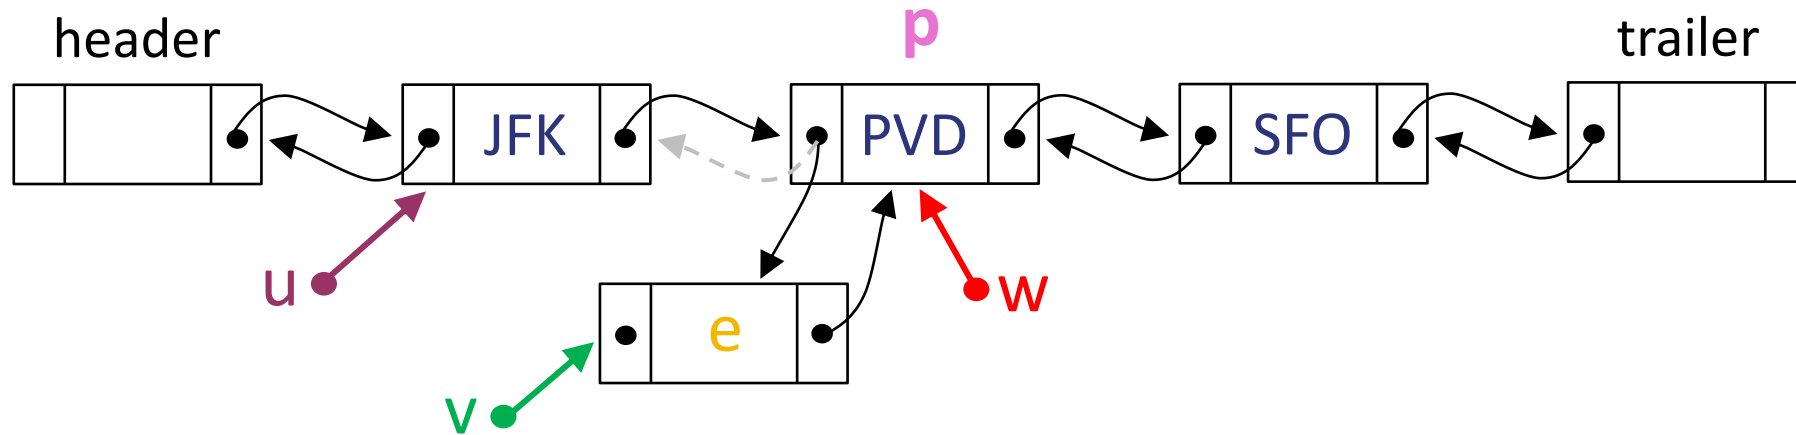 header
p
trailer
JFK
PVD
SFO
u
w
e
v